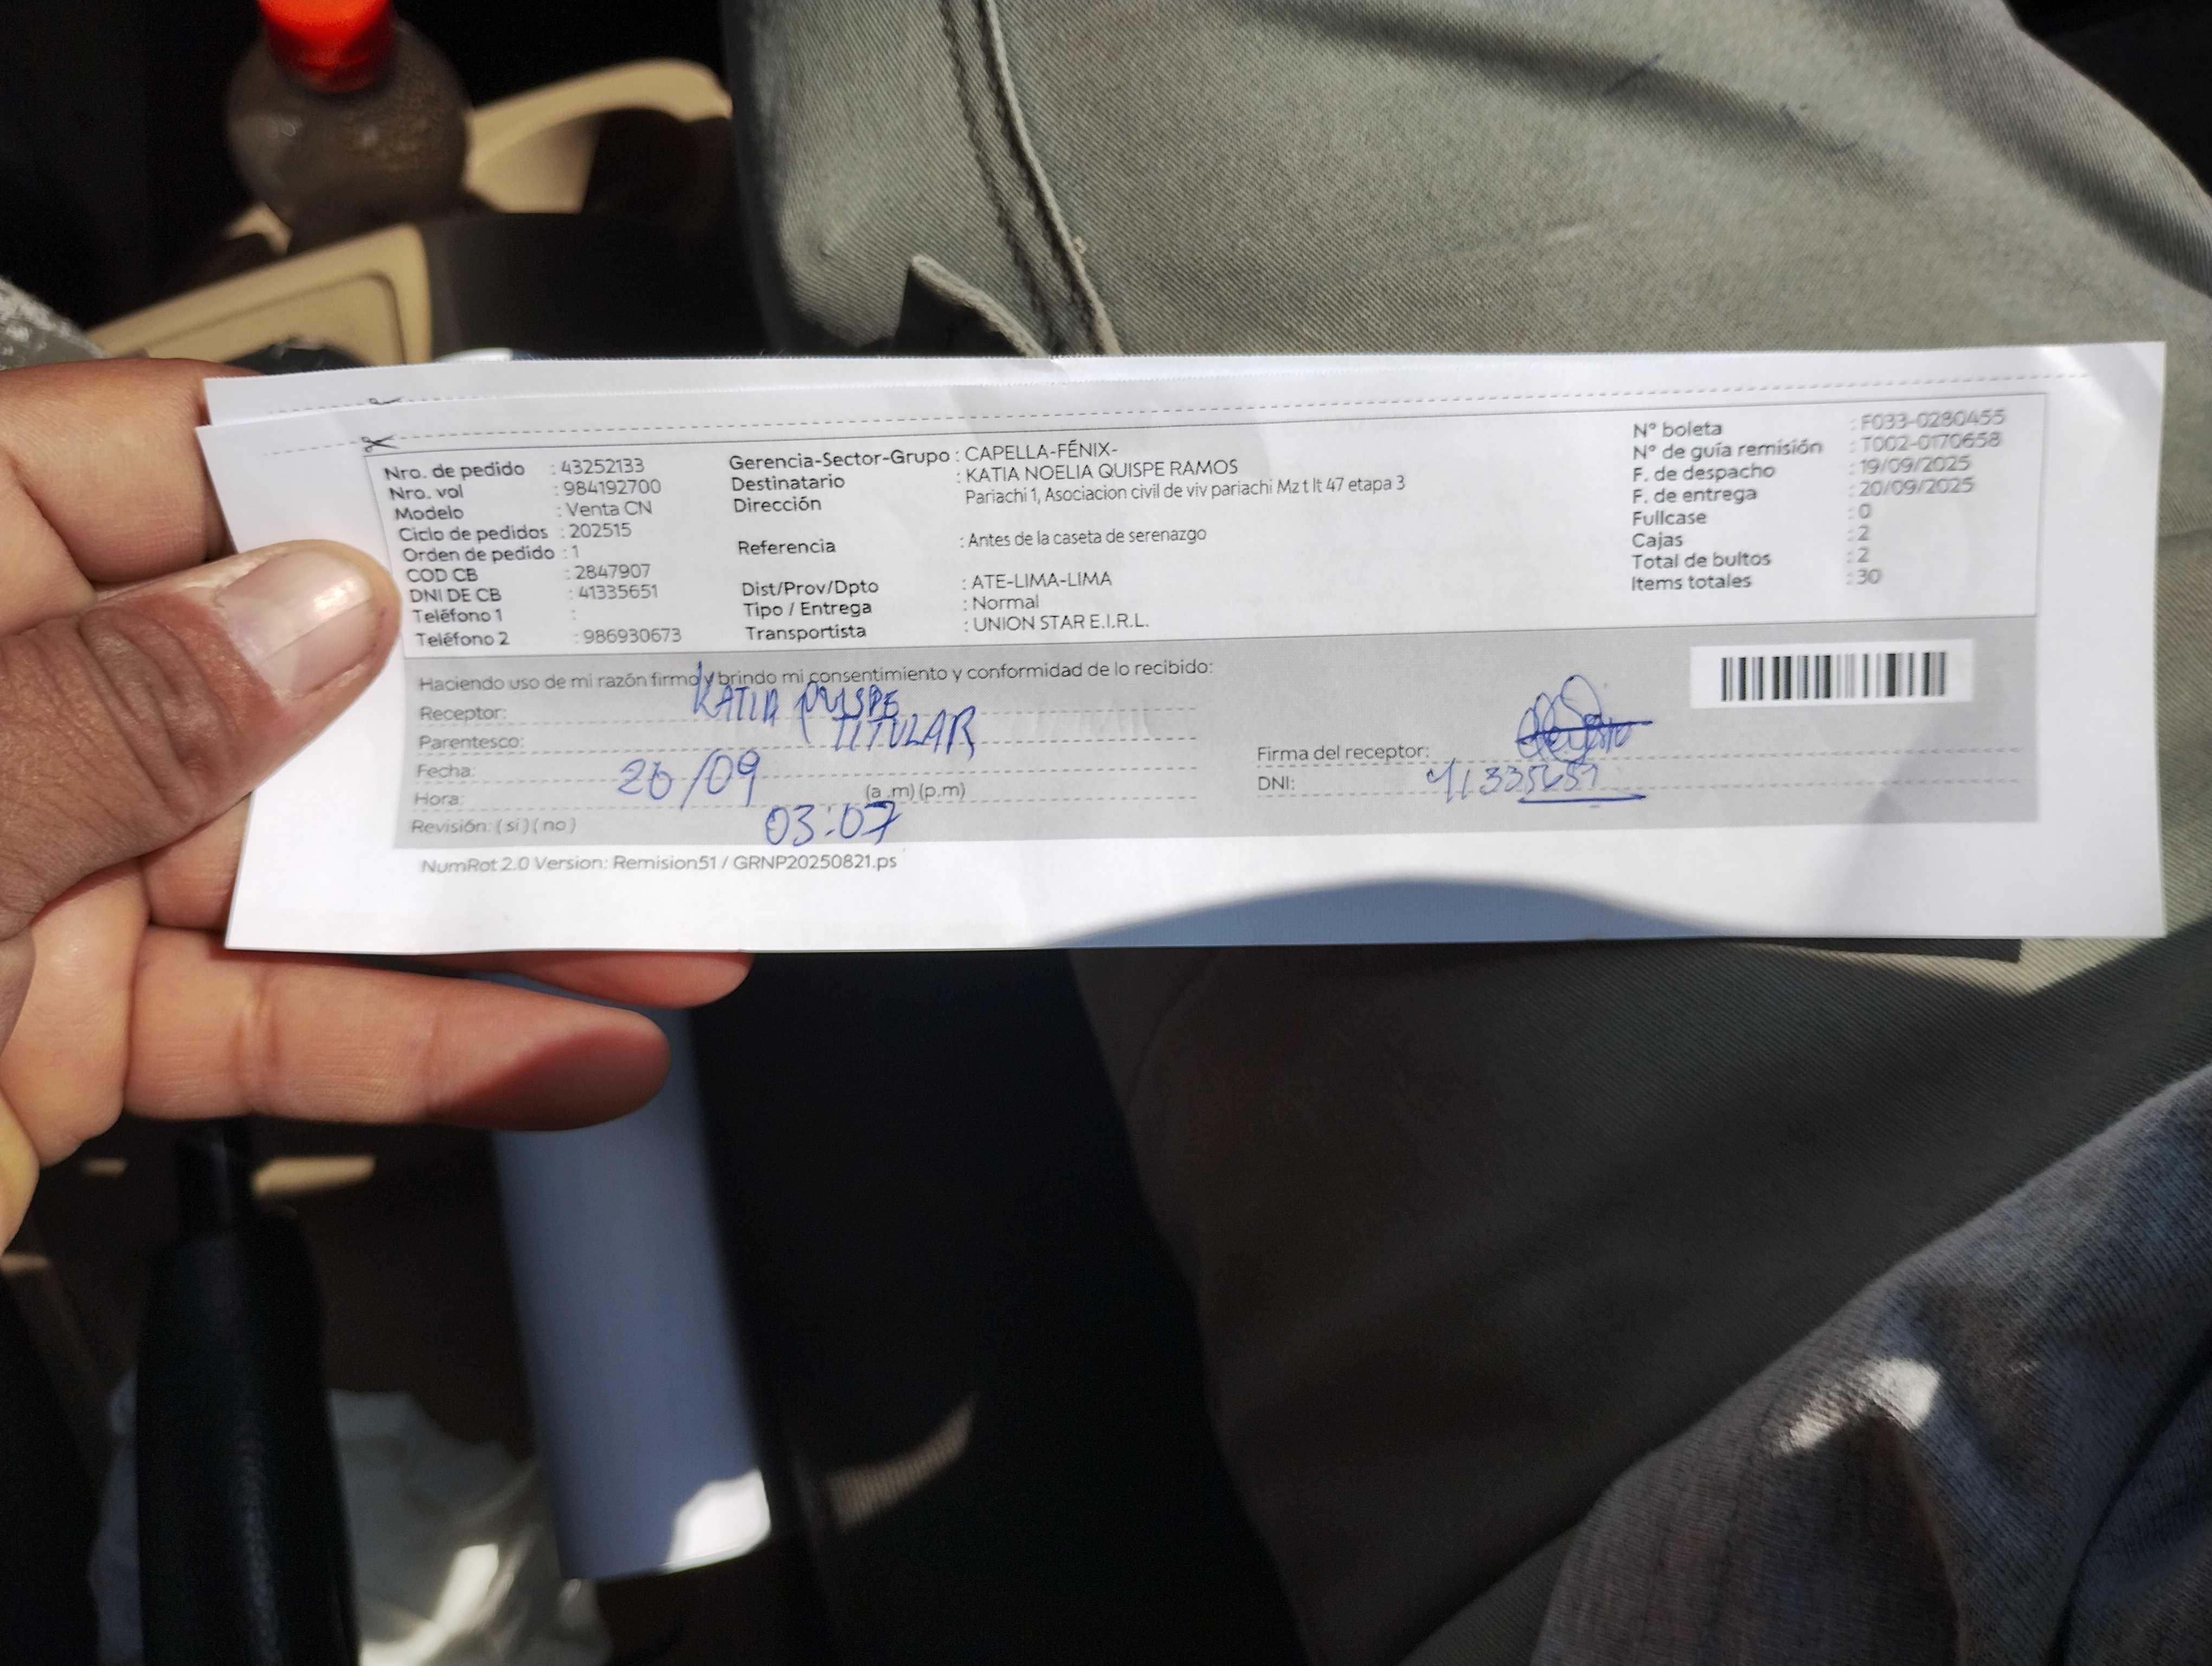 Nro. de pedido : 43252133
Nro. vol : 984192700
Modelo : Venta CN
Ciclo de pedidos : 202515
Orden de pedido : 1
COD CB : 2847907
DNI DE CB : 41335651
Teléfono 1 :
Teléfono 2 : 986930673
Gerencia-Sector-Grupo : CAPELLA-FÉNIX-
Destinatario : KATIA NOELIA QUISPE RAMOS
Dirección Pariachi 1, Asociacion civil de viv pariachi Mz t lt 47 etapa 3
Referencia : Antes de la caseta de serenazgo
Dist/Prov/Dpto : ATE-LIMA-LIMA
Tipo / Entrega : Normal
Transportista : UNION STAR E.I.R.L.
N° boleta : F033-0280455
N° de guía remisión : T002-0170658
F. de despacho : 19/09/2025
F. de entrega : 20/09/2025
Fullcase : 0
Cajas : 2
Total de bultos : 2
Items totales : 30
Haciendo uso de mi razón firmo y brindo mi consentimiento y conformidad de lo recibido:
Receptor: KATIA QUISPE
Parentesco: TITULAR
Fecha: 20/09
Hora: 03:07 (a.m) (p.m)
Revisión: ( si ) ( no )
Firma del receptor:
DNI: 41335651
NumRot 2.0 Version: Remision51 / GRNP20250821.ps